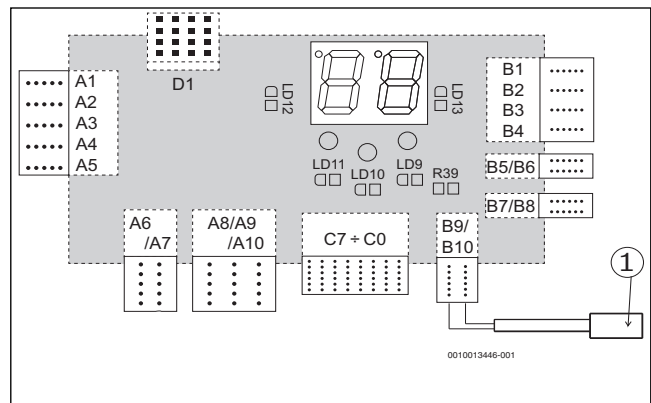 D1
A1
A2
A3
A4
A5
LD12
LD13
B1
B2
B3
B4
LD11
LD10
LD9
R39
B5/B6
B7/B8
A6
/A7
A8/A9
/A10
C7 ÷ C0
B9/
B10
1
0010013446-001